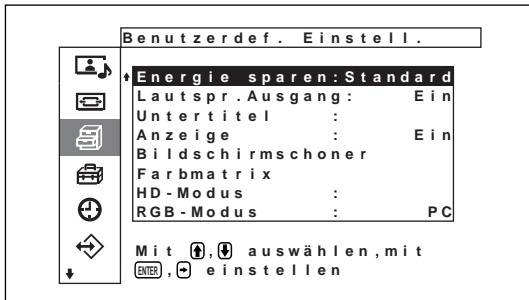 Benutzerdef. Einstell.
Energie sparen:Standard
Lautspr.Ausgang: Ein
Untertitel :
Anzeige : Ein
Bildschirmschoner
Farbmatrix
HD-Modus :
RGB-Modus : PC
Mit ↑,↓ auswählen,mit
ENTER,→ einstellen